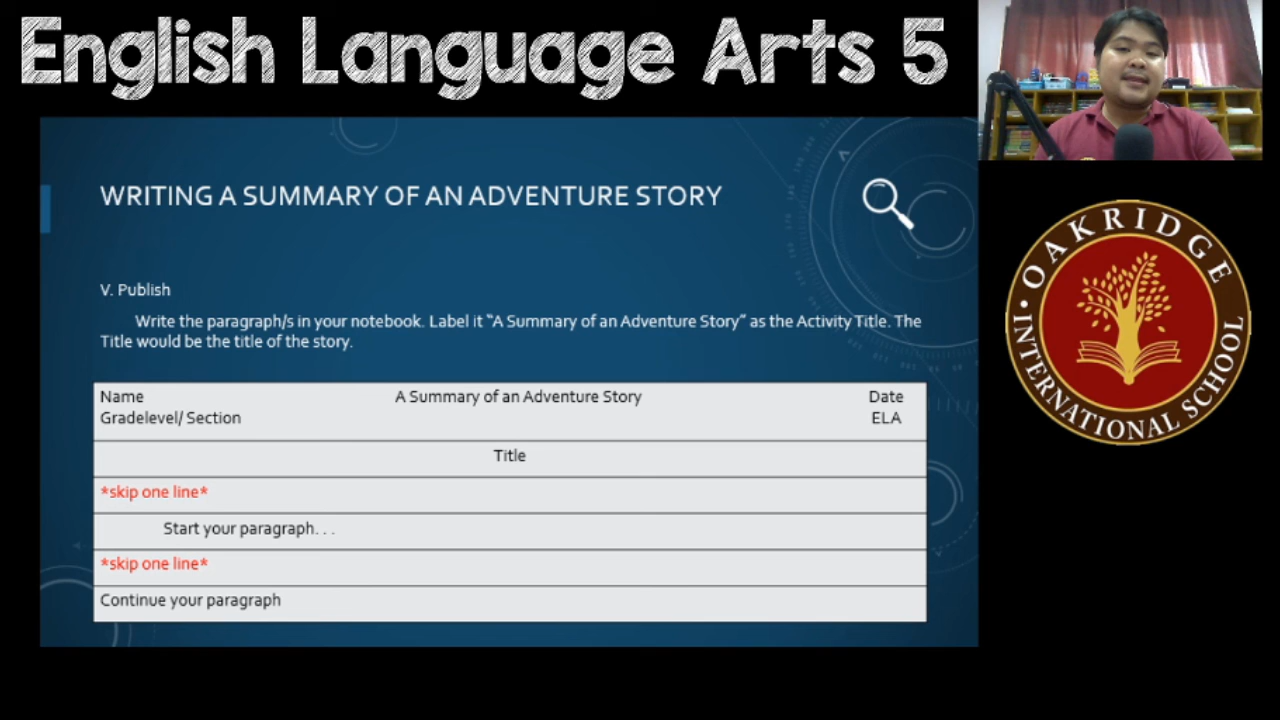 English Language Arts 5
WRITING A SUMMARY OF AN ADVENTURE STORY
V. Publish
Write the paragraph/s in your notebook. Label it “A Summary of an Adventure Story” as the Activity Title. The
Title would be the title of the story.
Name A Summary of an Adventure Story Date
Gradelevel/ Section ELA
Title
*skip one line*
Start your paragraph. . .
*skip one line*
Continue your paragraph
OAKRIDGE
INTERNATIONAL SCHOOL